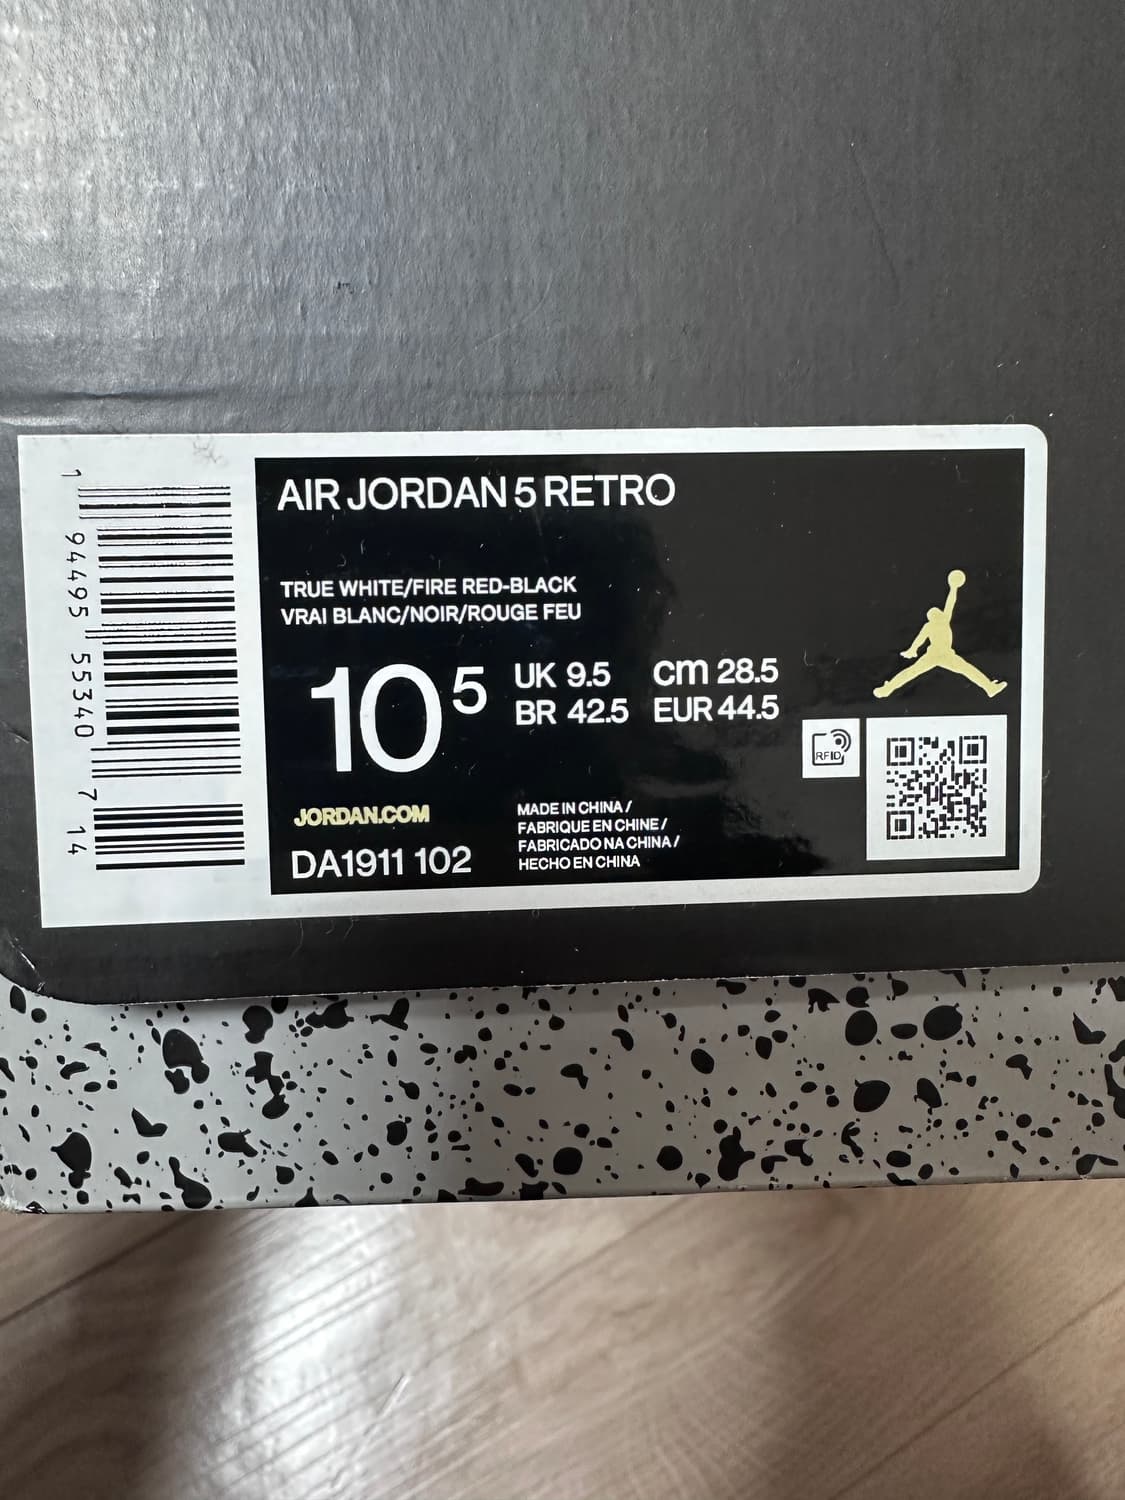 AIR JORDAN 5 RETRO
TRUE WHITE/FIRE RED-BLACK
VRAI BLANC/NOIR/ROUGE FEU
10 5
UK 9.5 cm 28.5
BR 42.5 EUR 44.5
RFID
JORDAN.COM
DA1911 102
MADE IN CHINA /
FABRIQUE EN CHINE /
FABRICADO NA CHINA /
HECHO EN CHINA
1 94495 55340 7 14